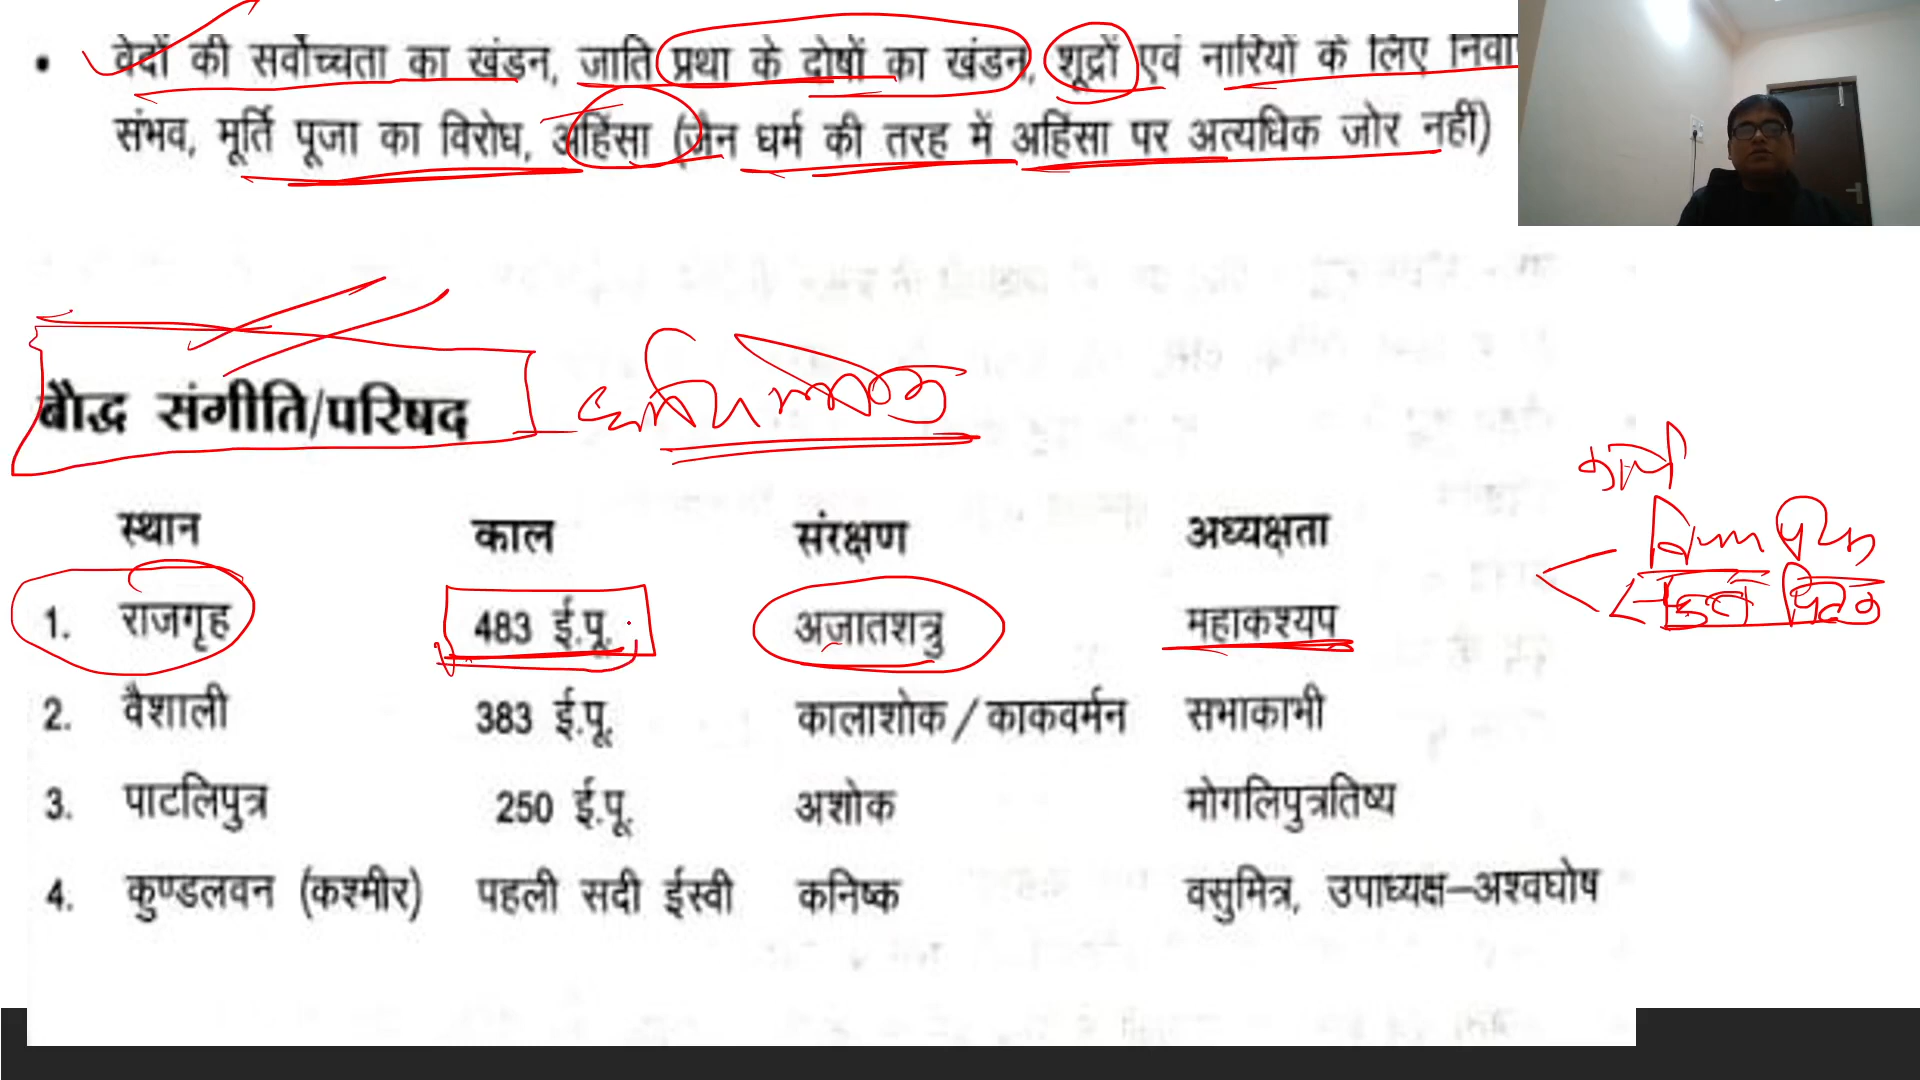 • वेदों की सर्वोच्चता का खंडन, जाति प्रथा के दोषों का खंडन, शूद्रों एवं नारियों के लिए
संभव, मूर्ति पूजा का विरोध, अहिंसा (जैन धर्म की तरह में अहिंसा पर अत्यधिक जोर नहीं)
बौद्ध संगीति/परिषद
स्थान काल संरक्षण अध्यक्षता
1. राजगृह 483 ई.पू. अजातशत्रु महाकश्यप
2. वैशाली 383 ई.पू. कालाशोक / काकवर्मन सभाकाभी
3. पाटलिपुत्र 250 ई.पू. अशोक मोगलिपुत्रतिष्य
4. कुण्डलवन (कश्मीर) पहली सदी ईस्वी कनिष्क वसुमित्र, उपाध्यक्ष–अश्वघोष